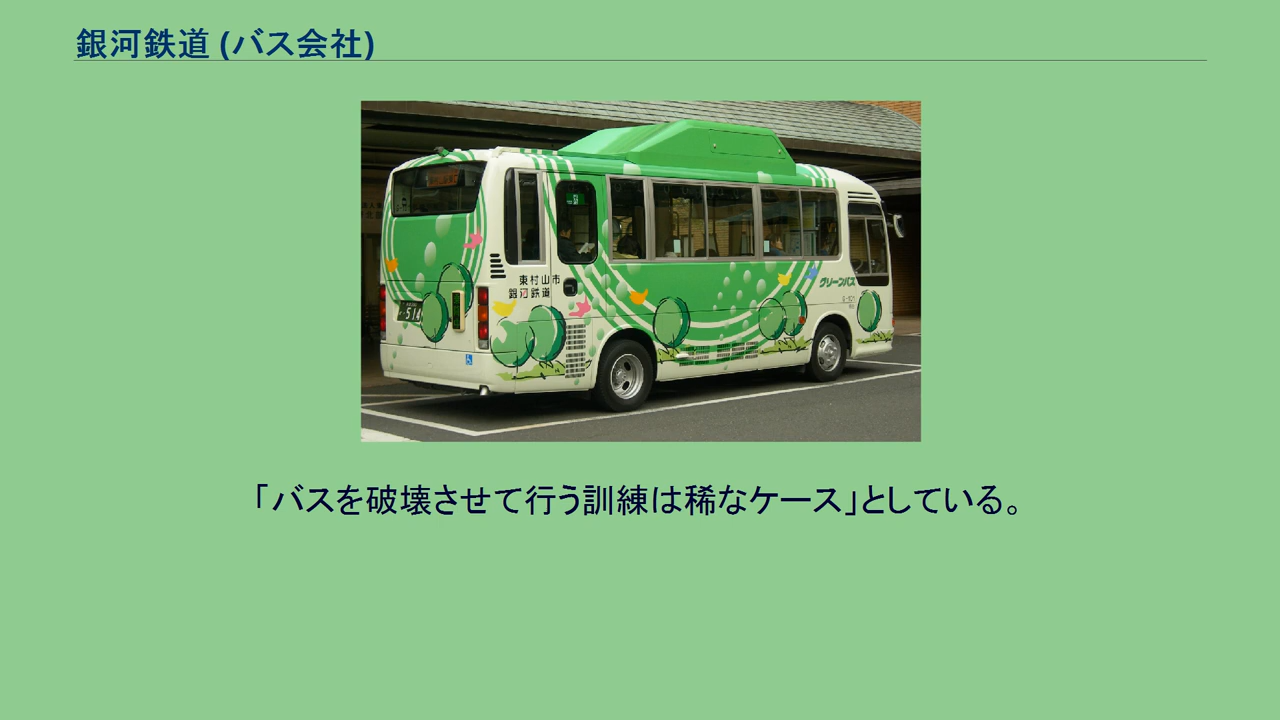 銀河鉄道 (バス会社)
東村山市
銀河鉄道
グリーンバス
514
「バスを破壊させて行う訓練は稀なケース」としている。